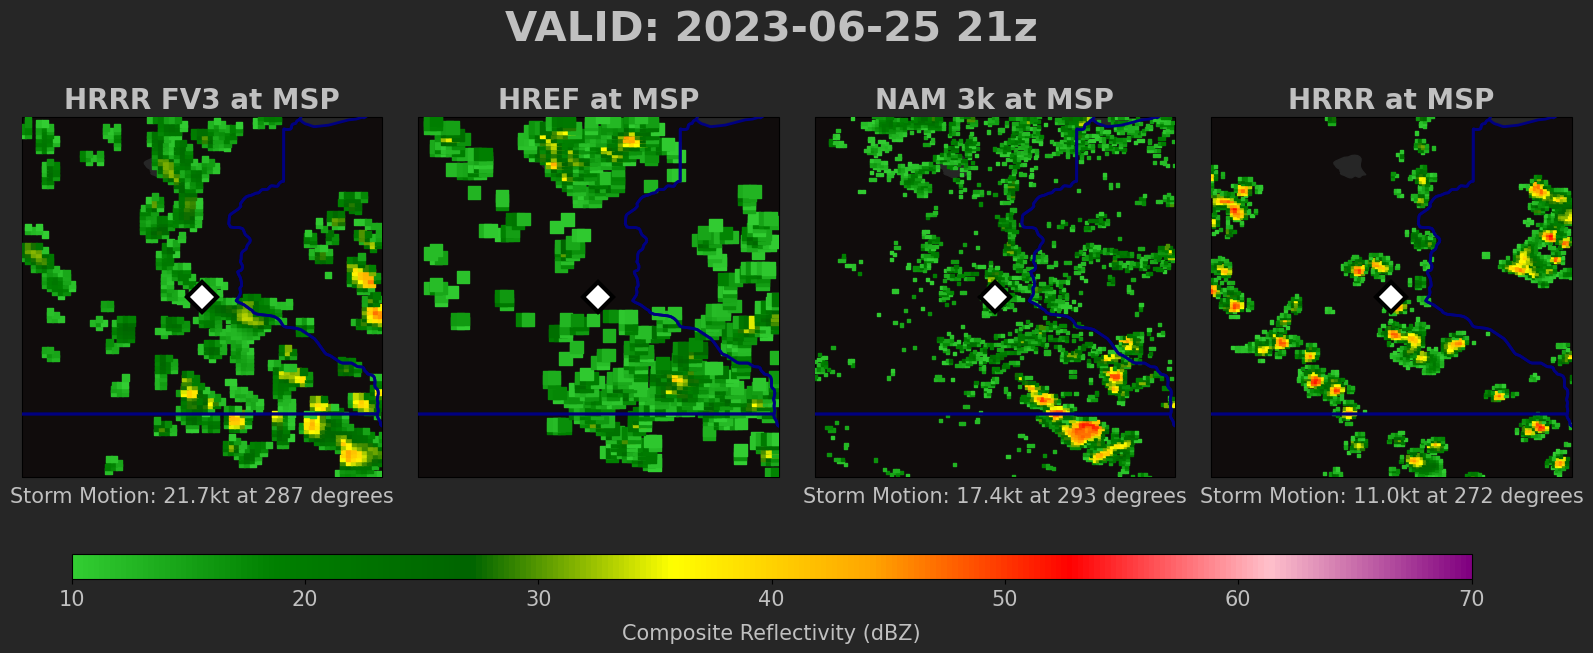 VALID: 2023-06-25 21z
HRRR FV3 at MSP
HREF at MSP
NAM 3k at MSP
HRRR at MSP
Storm Motion: 21.7kt at 287 degrees
Storm Motion: 17.4kt at 293 degrees
Storm Motion: 11.0kt at 272 degrees
10 20 30 40 50 60 70
Composite Reflectivity (dBZ)